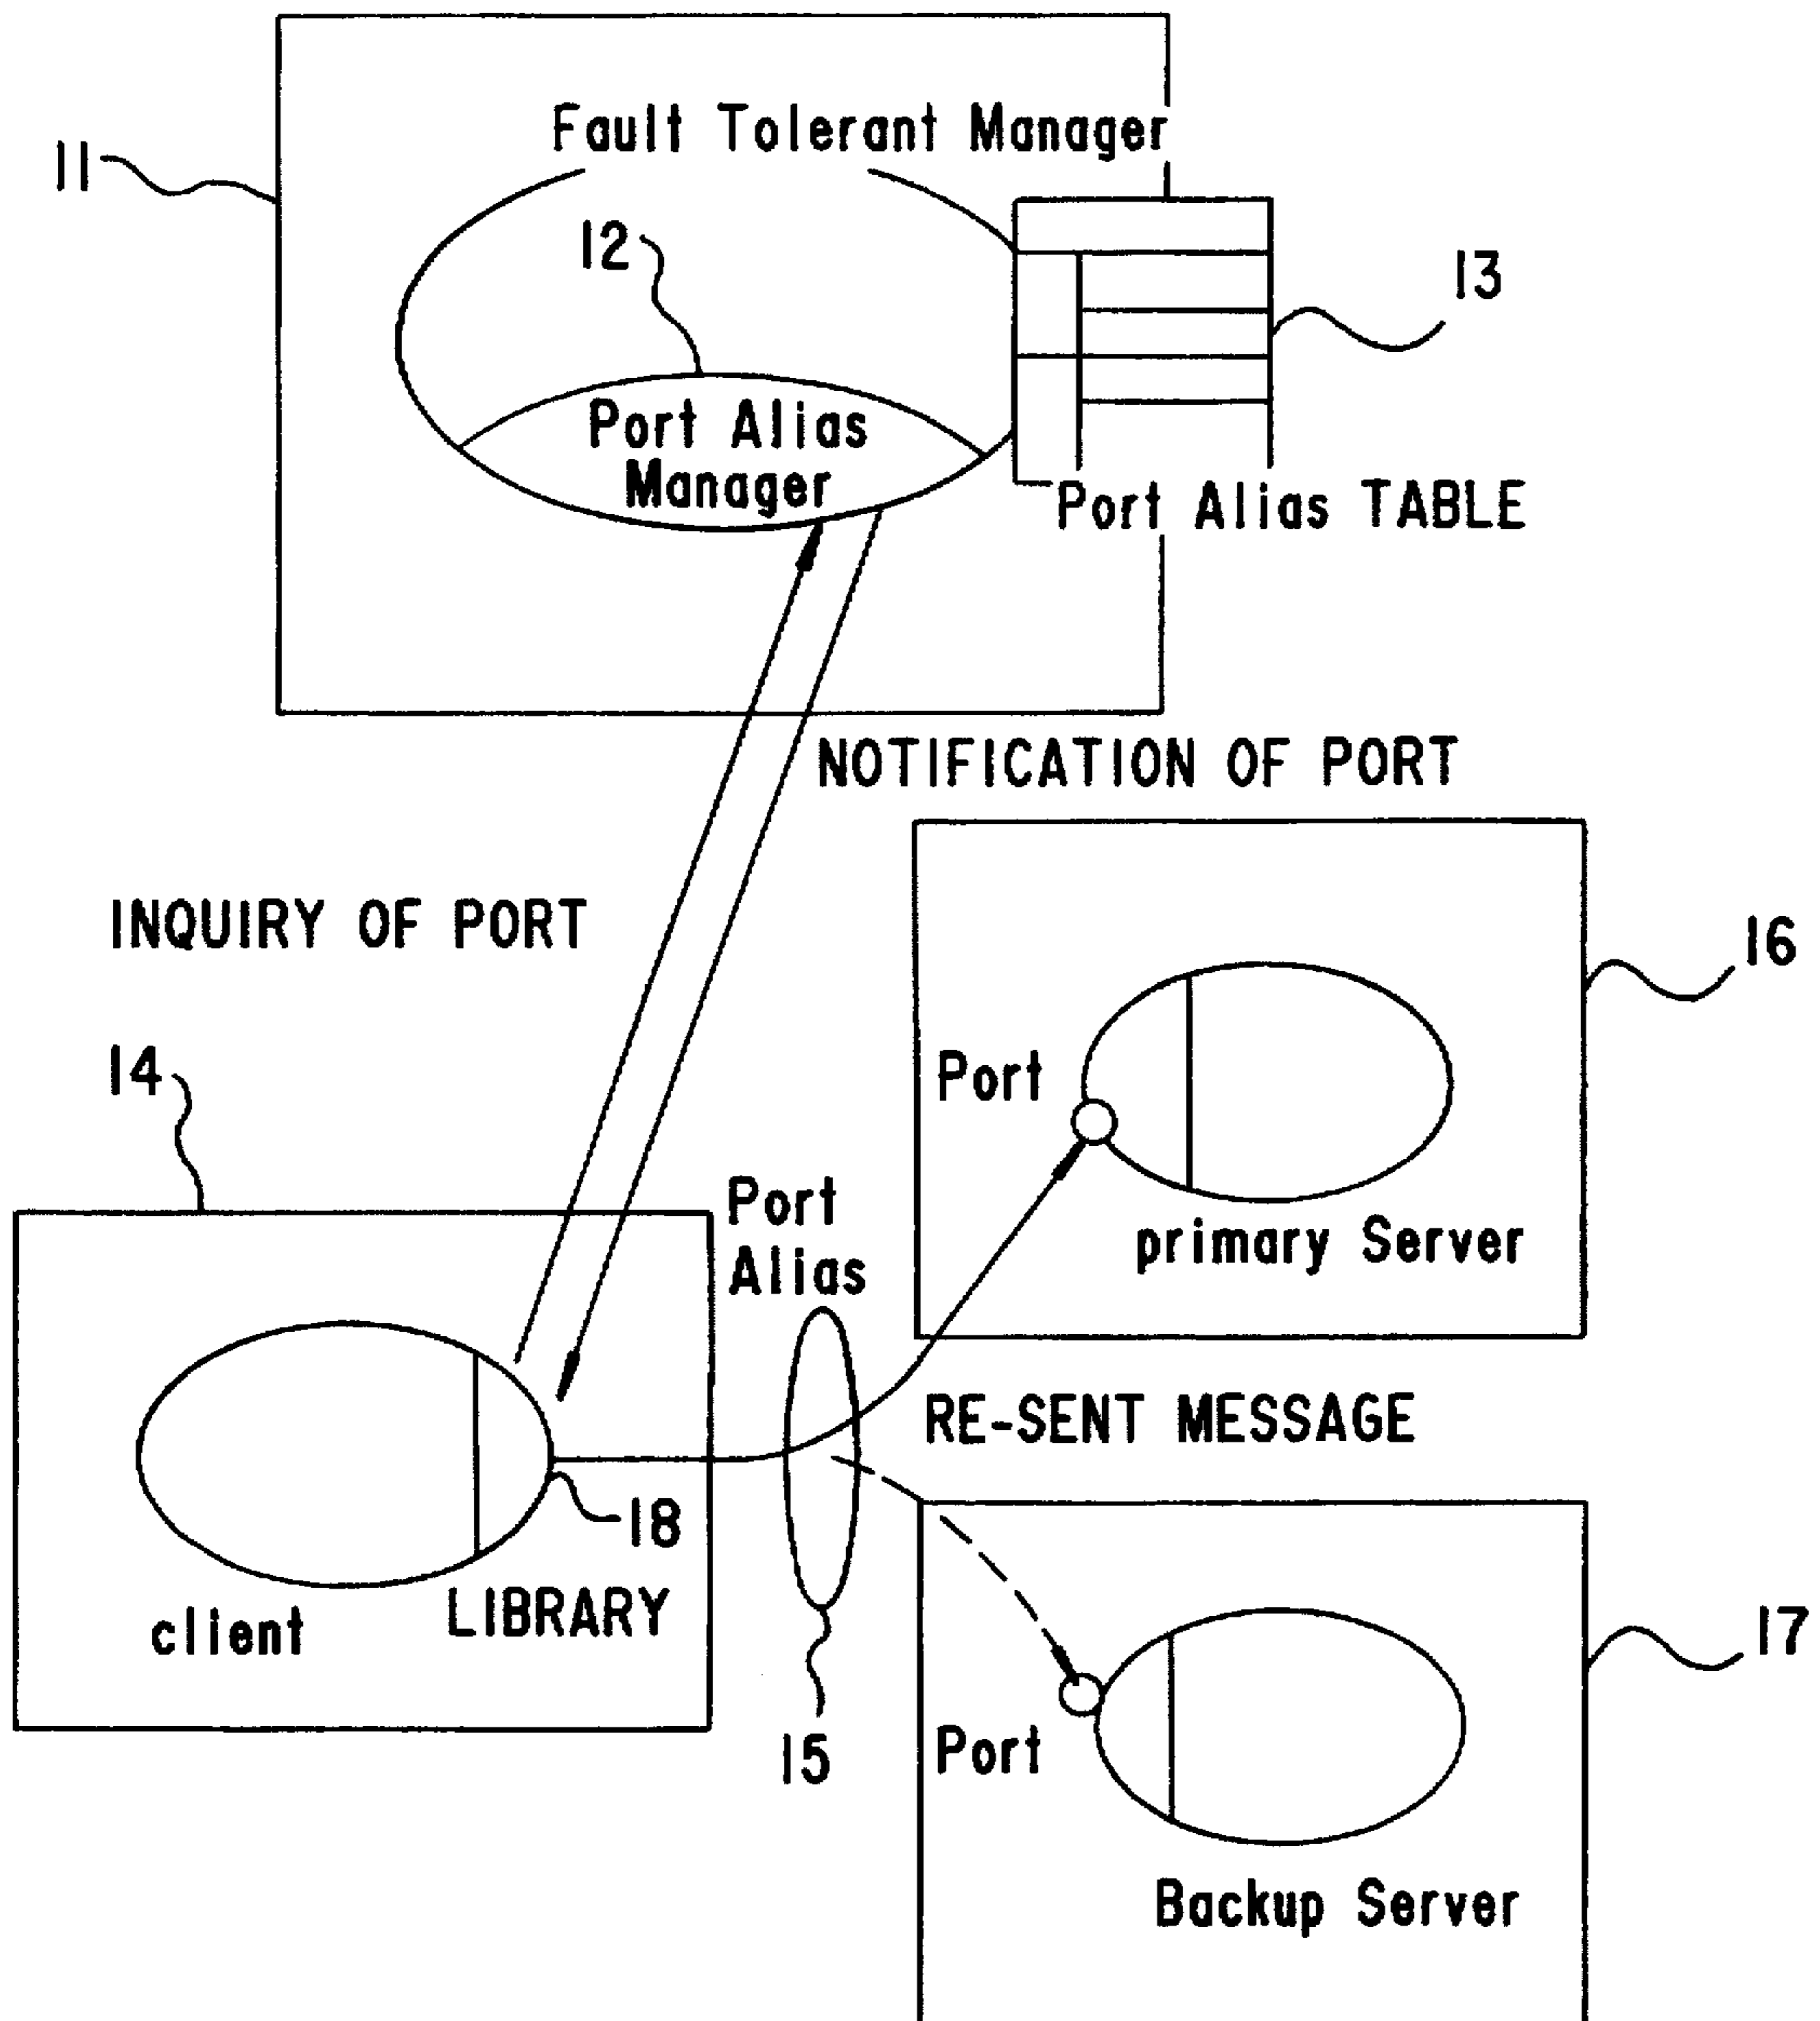 Fault Tolerant Manager
11
12
13
Port Alias
Manager
Port Alias TABLE
NOTIFICATION OF PORT
INQUIRY OF PORT
16
14
Port
Port
Alias
primary Server
RE-SENT MESSAGE
18
LIBRARY
client
17
15
Port
Backup Server